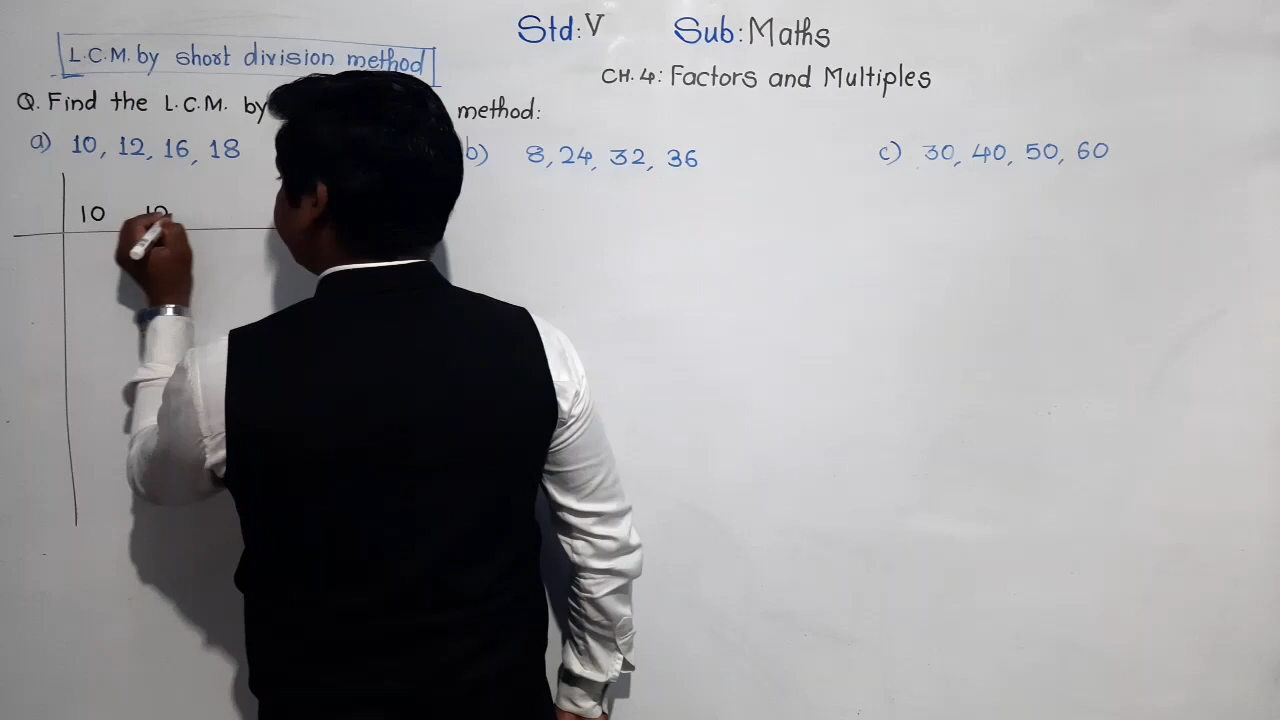 Std: V Sub: Maths
L.C.M. by short division method
CH. 4: Factors and Multiples
Q. Find the L.C.M. by method:
a) 10, 12, 16, 18 b) 8, 24, 32, 36 c) 30, 40, 50, 60
10